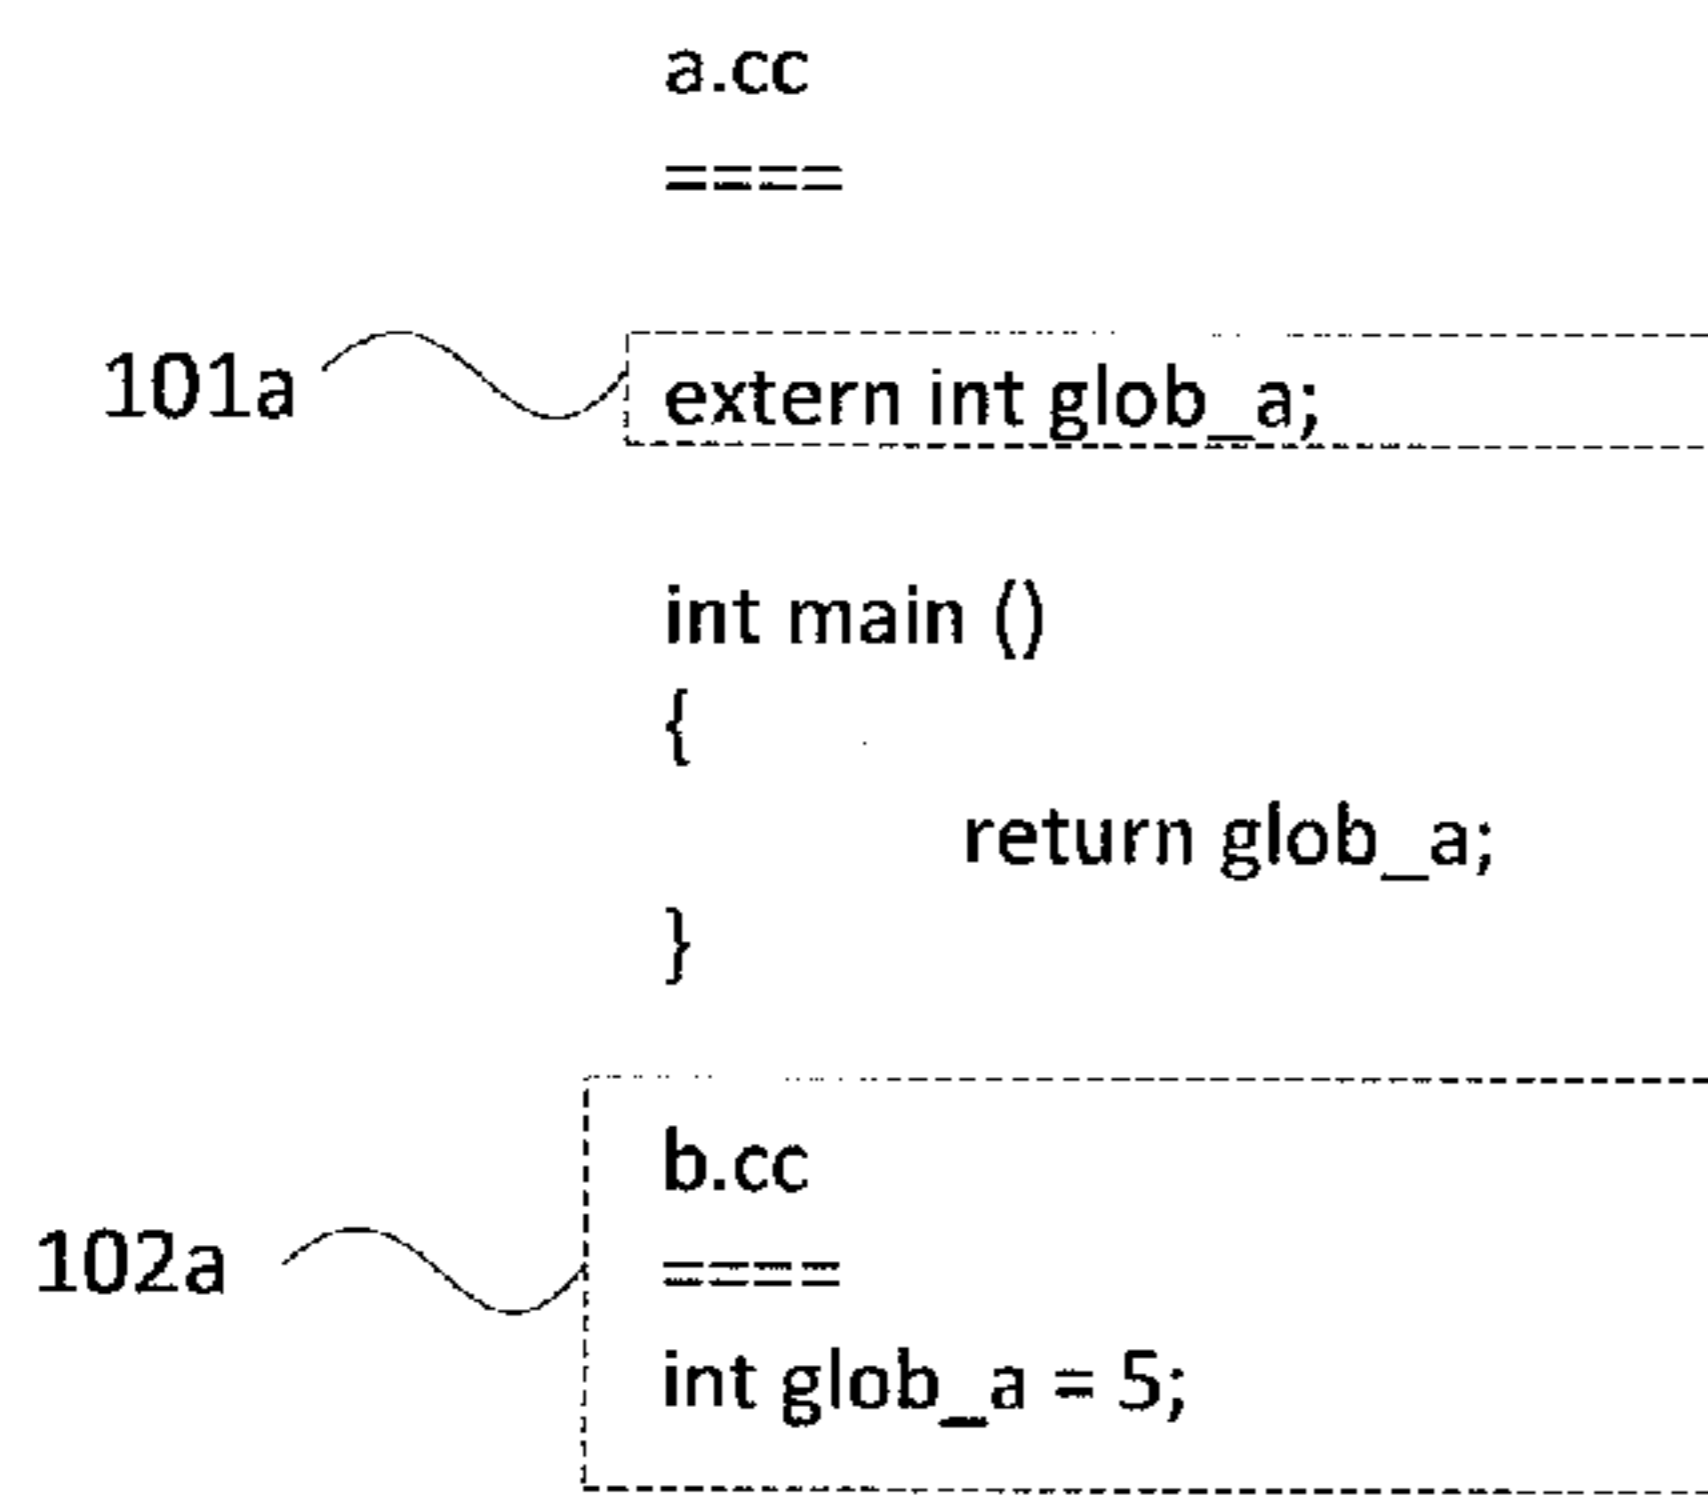 a.cc
====
101a extern int glob_a;
int main ()
{
return glob_a;
}
b.cc
102a ====
int glob_a = 5;